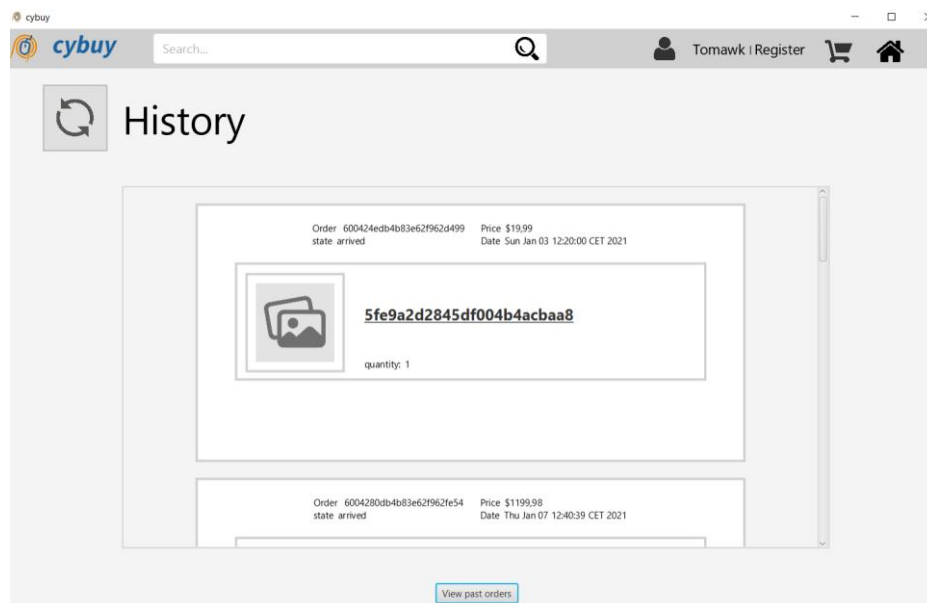 cybuy
cybuy Search... Tomawk | Register
History
Order 600424edb4b83e62f962d499 Price $19,99
state arrived Date Sun Jan 03 12:20:00 CET 2021
5fe9a2d2845df004b4acbaa8
quantity: 1
Order 6004280db4b83e62f962fe54 Price $1199,98
state arrived Date Thu Jan 07 12:40:39 CET 2021
View past orders